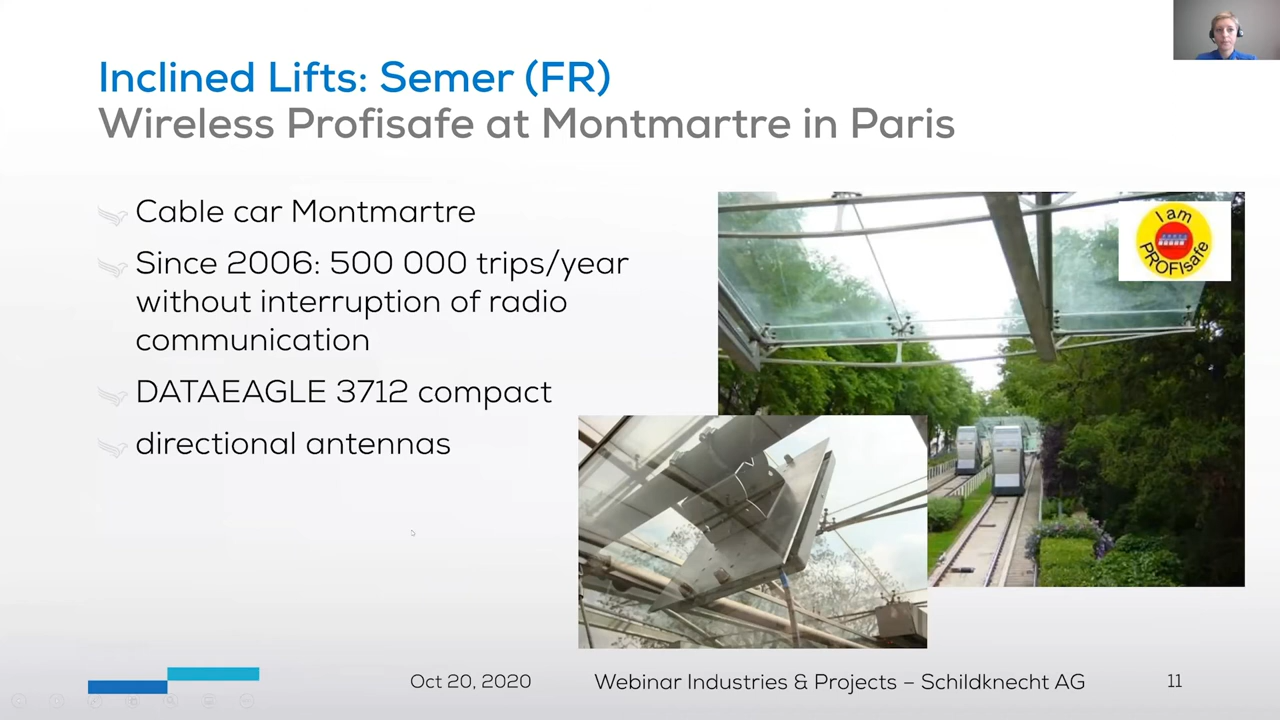 Inclined Lifts: Semer (FR)
Wireless Profisafe at Montmartre in Paris
Cable car Montmartre
Since 2006: 500 000 trips/year
without interruption of radio
communication
DATAEAGLE 3712 compact
directional antennas
I am
PROFIsafe
Oct 20, 2020
Webinar Industries & Projects – Schildknecht AG
11